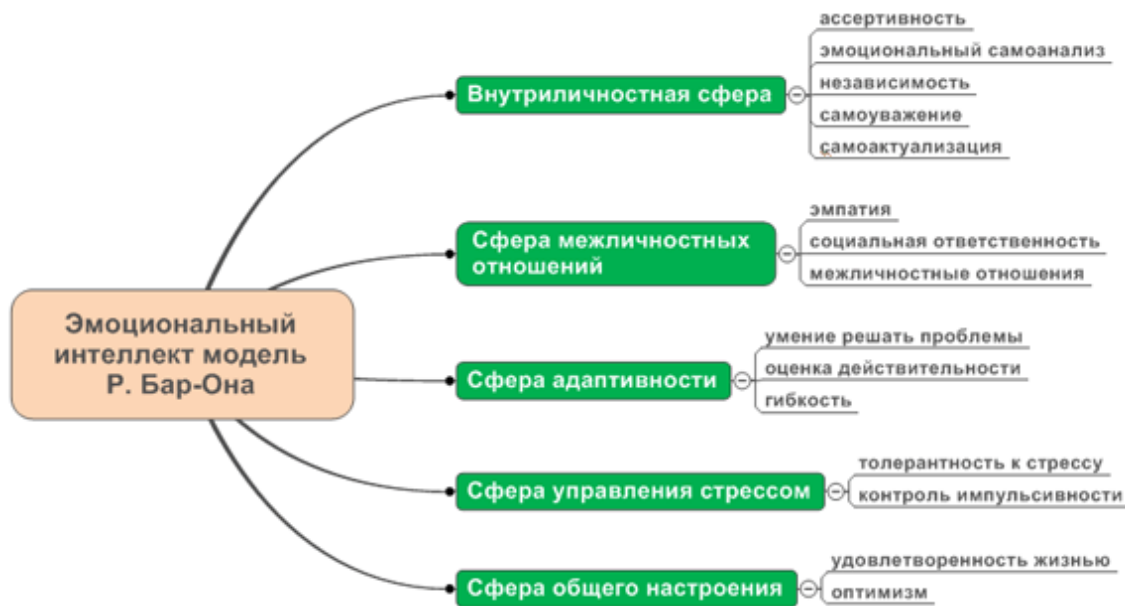 Эмоциональный
интеллект модель
Р. Бар-Она
Внутриличностная сфера
ассертивность
эмоциональный самоанализ
независимость
самоуважение
самоактуализация
Сфера межличностных
отношений
эмпатия
социальная ответственность
межличностные отношения
Сфера адаптивности
умение решать проблемы
оценка действительности
гибкость
Сфера управления стрессом
толерантность к стрессу
контроль импульсивности
Сфера общего настроения
удовлетворенность жизнью
оптимизм